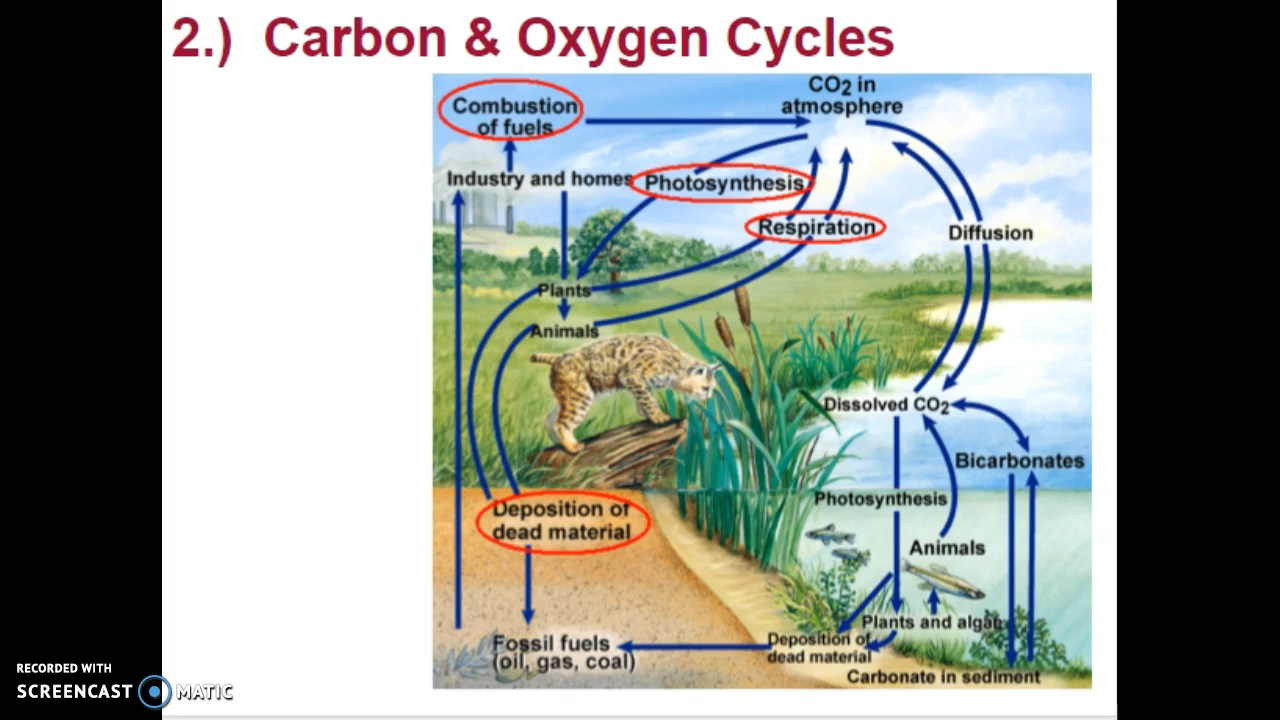 2.) Carbon & Oxygen Cycles
CO2 in
atmosphere
Combustion
of fuels
Industry and homes
Photosynthesis
Respiration
Diffusion
Plants
Animals
Dissolved CO2
Bicarbonates
Photosynthesis
Deposition of
dead material
Animals
Plants and algae
Fossil fuels
(oil, gas, coal)
Deposition of
dead material
Carbonate in sediment
RECORDED WITH
SCREENCAST MATIC